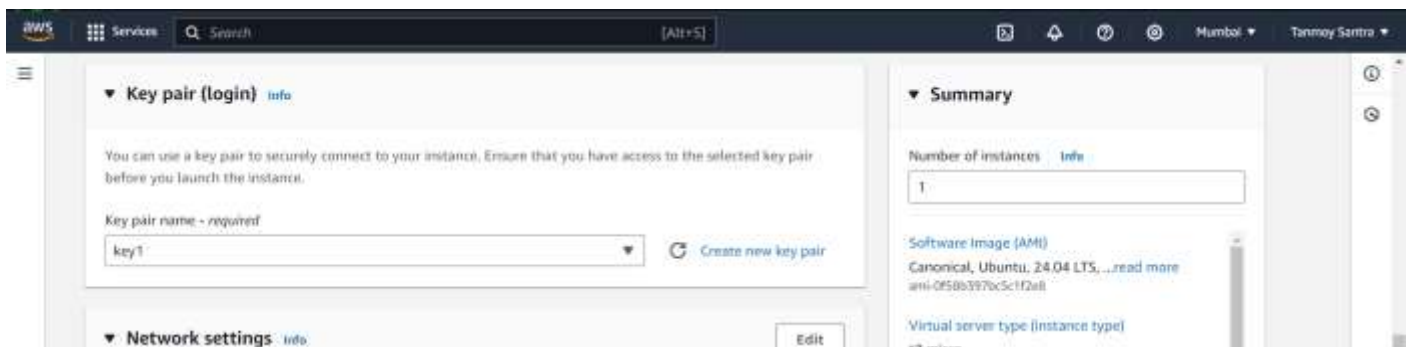 aws
Services
Search
[Alt+S]
Mumbai
Tanmoy Santra
Key pair (login) Info
You can use a key pair to securely connect to your instance. Ensure that you have access to the selected key pair
before you launch the instance.
Key pair name - required
key1
Create new key pair
Network settings Info
Edit
Summary
Number of instances Info
1
Software Image (AMI)
Canonical, Ubuntu, 24.04 LTS, ...read more
ami-0f58b397bc5c1f2e8
Virtual server type (instance type)